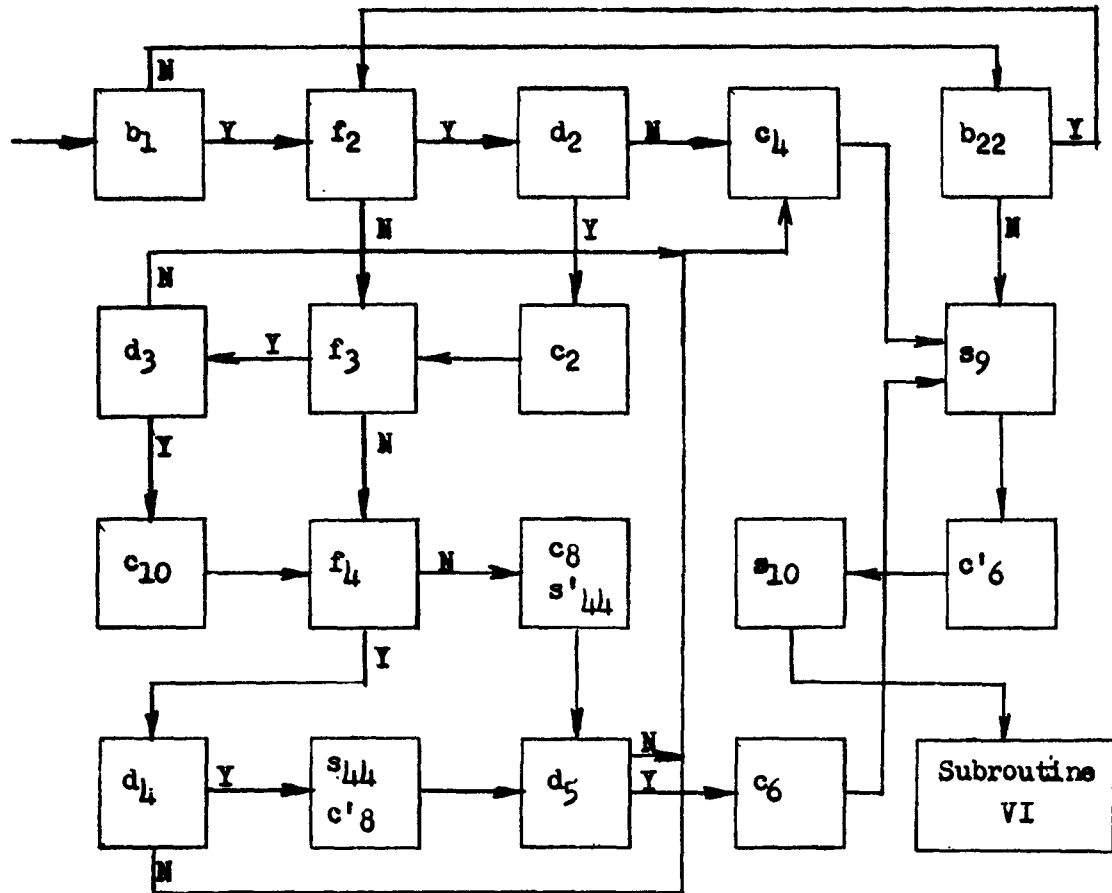 N
b1 Y f2 Y d2 N c4 b22 Y
N Y N
N
d3 Y f3 c2 s9
Y N
c10 f4 N c8 s10 c'6
s'44
Y
d4 Y s44 d5 N c6 Subroutine
c'8 Y VI
N